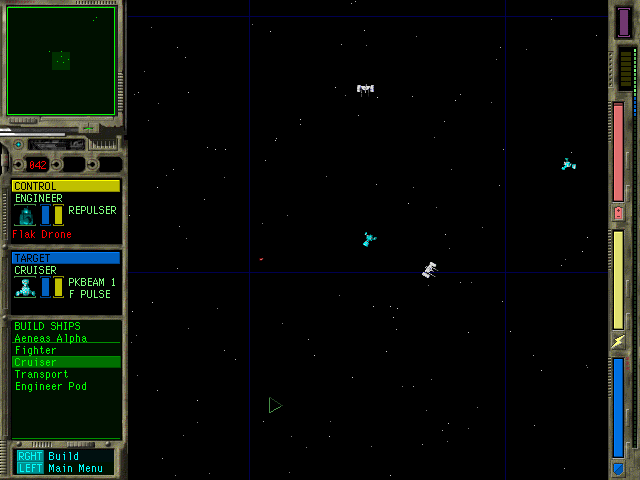 042
CONTROL
ENGINEER
REPULSER
Flak Drone
TARGET
CRUISER
PKBEAM 1
F PULSE
BUILD SHIPS
Aeneas Alpha
Fighter
Cruiser
Transport
Engineer Pod
RGHT Build
LEFT Main Menu